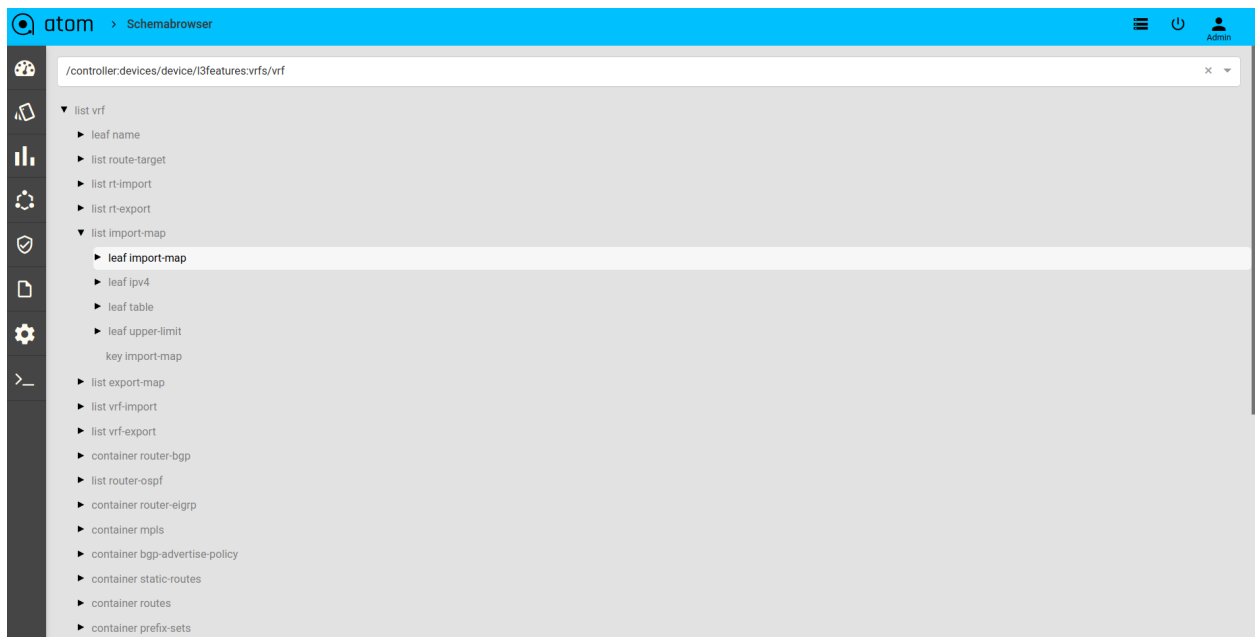 atom > Schemabrowser
Admin
/controller:devices/device/l3features:vrfs/vrf
list vrf
leaf name
list route-target
list rt-import
list rt-export
list import-map
leaf import-map
leaf ipv4
leaf table
leaf upper-limit
key import-map
list export-map
list vrf-import
list vrf-export
container router-bgp
list router-ospf
container router-eigrp
container mpls
container bgp-advertise-policy
container static-routes
container routes
container prefix-sets